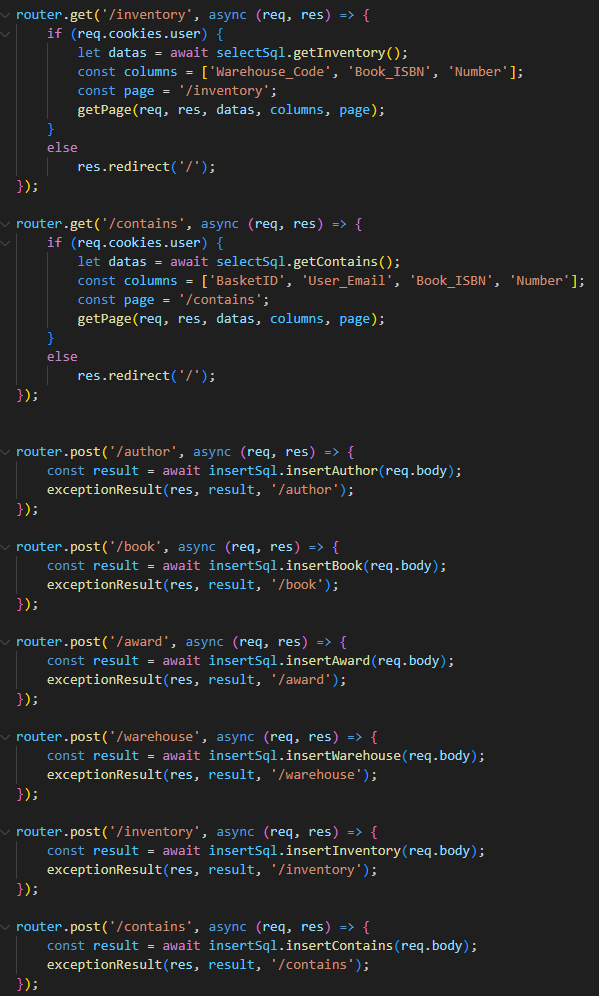 router.get('/inventory', async (req, res) => {
    if (req.cookies.user) {
        let datas = await selectSql.getInventory();
        const columns = ['Warehouse_Code', 'Book_ISBN', 'Number'];
        const page = '/inventory';
        getPage(req, res, datas, columns, page);
    }
    else
        res.redirect('/');
});

router.get('/contains', async (req, res) => {
    if (req.cookies.user) {
        let datas = await selectSql.getContains();
        const columns = ['BasketID', 'User_Email', 'Book_ISBN', 'Number'];
        const page = '/contains';
        getPage(req, res, datas, columns, page);
    }
    else
        res.redirect('/');
});


router.post('/author', async (req, res) => {
    const result = await insertSql.insertAuthor(req.body);
    exceptionResult(res, result, '/author');
});

router.post('/book', async (req, res) => {
    const result = await insertSql.insertBook(req.body);
    exceptionResult(res, result, '/book');
});

router.post('/award', async (req, res) => {
    const result = await insertSql.insertAward(req.body);
    exceptionResult(res, result, '/award');
});

router.post('/warehouse', async (req, res) => {
    const result = await insertSql.insertWarehouse(req.body);
    exceptionResult(res, result, '/warehouse');
});

router.post('/inventory', async (req, res) => {
    const result = await insertSql.insertInventory(req.body);
    exceptionResult(res, result, '/inventory');
});

router.post('/contains', async (req, res) => {
    const result = await insertSql.insertContains(req.body);
    exceptionResult(res, result, '/contains');
});